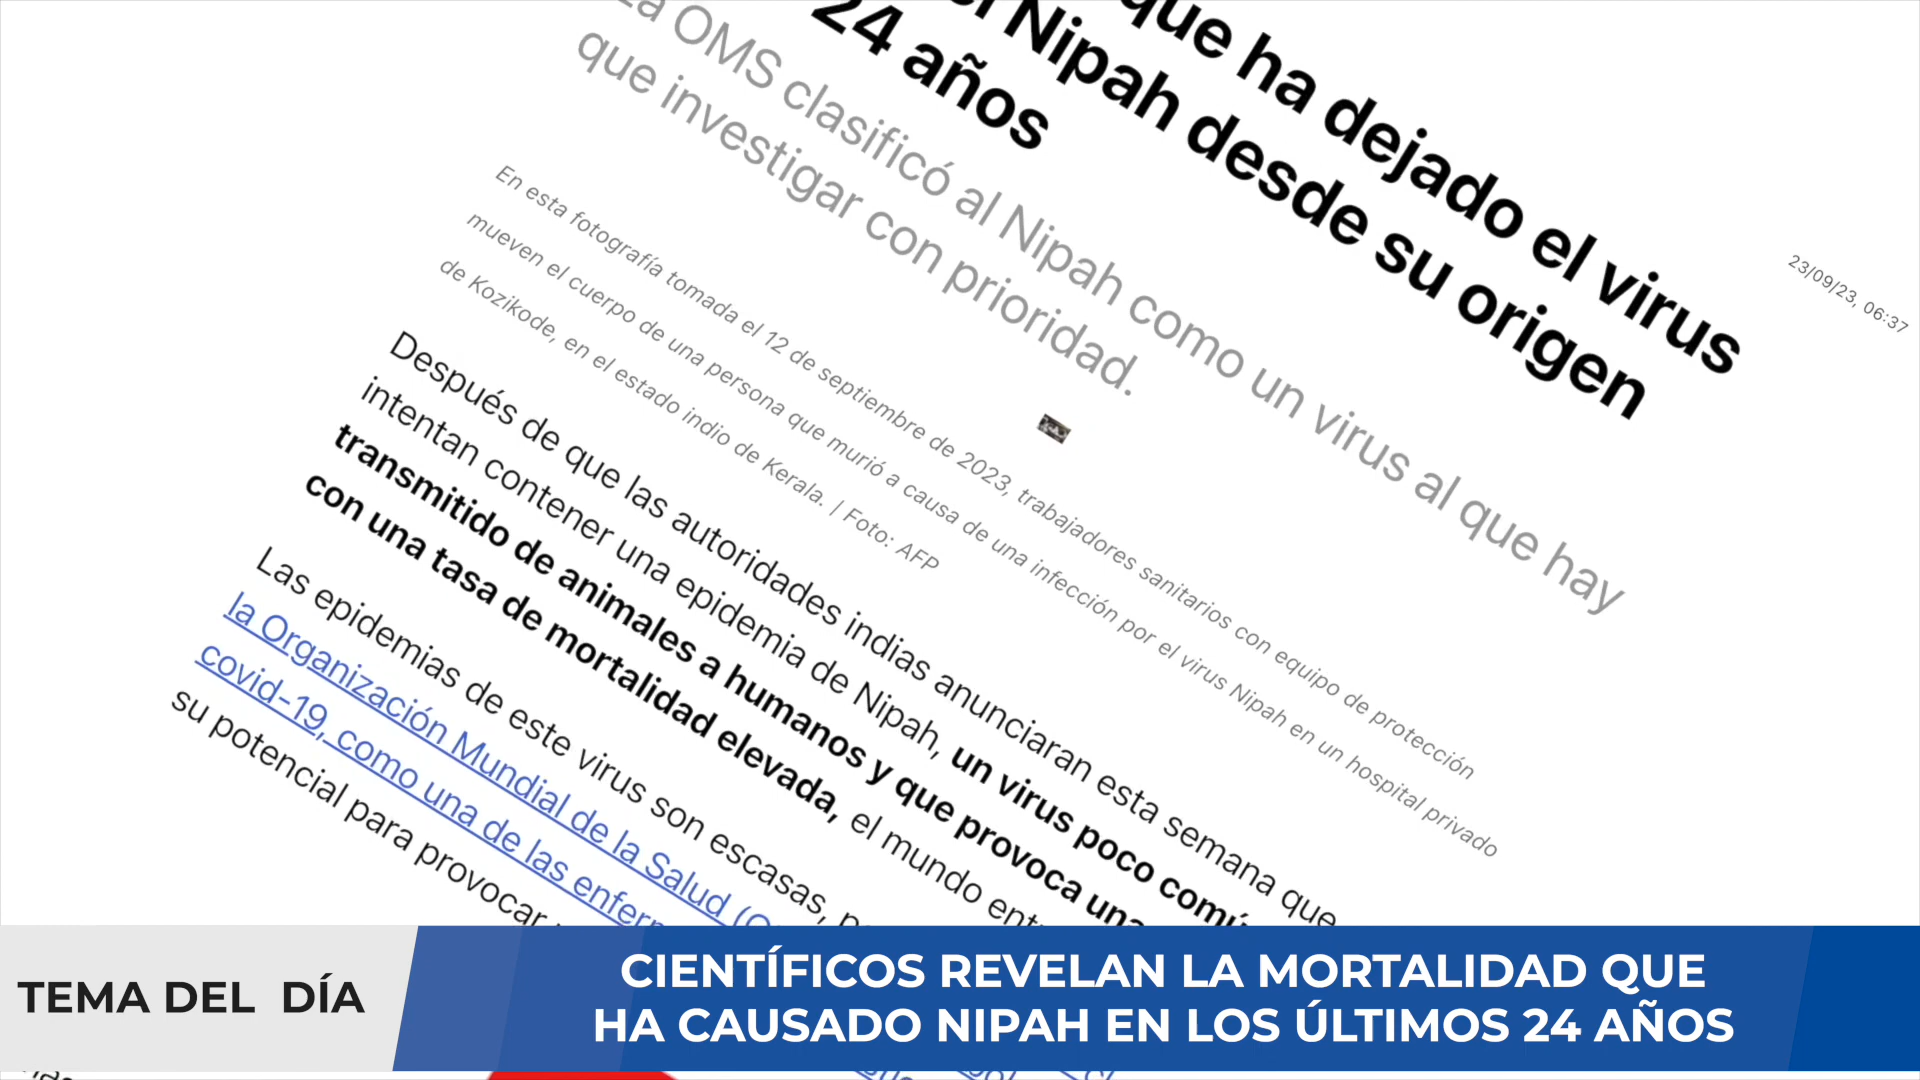 que ha dejado el virus
el Nipah desde su origen
24 años
23/09/23, 06:37
La OMS clasificó al Nipah como un virus al que hay
que investigar con prioridad.
En esta fotografía tomada el 12 de septiembre de 2023, trabajadores sanitarios con equipo de protección
mueven el cuerpo de una persona que murió a causa de una infección por el virus Nipah en un hospital privado
de Kozikode, en el estado indio de Kerala. | Foto: AFP
Después de que las autoridades indias anunciaran esta semana que
intentan contener una epidemia de Nipah, un virus poco común
transmitido de animales a humanos y que provoca una
con una tasa de mortalidad elevada, el mundo
Las epidemias de este virus son escasas,
la Organización Mundial de la Salud
covid-19, como una de las
su potencial para provocar
TEMA DEL DÍA
CIENTÍFICOS REVELAN LA MORTALIDAD QUE
HA CAUSADO NIPAH EN LOS ÚLTIMOS 24 AÑOS